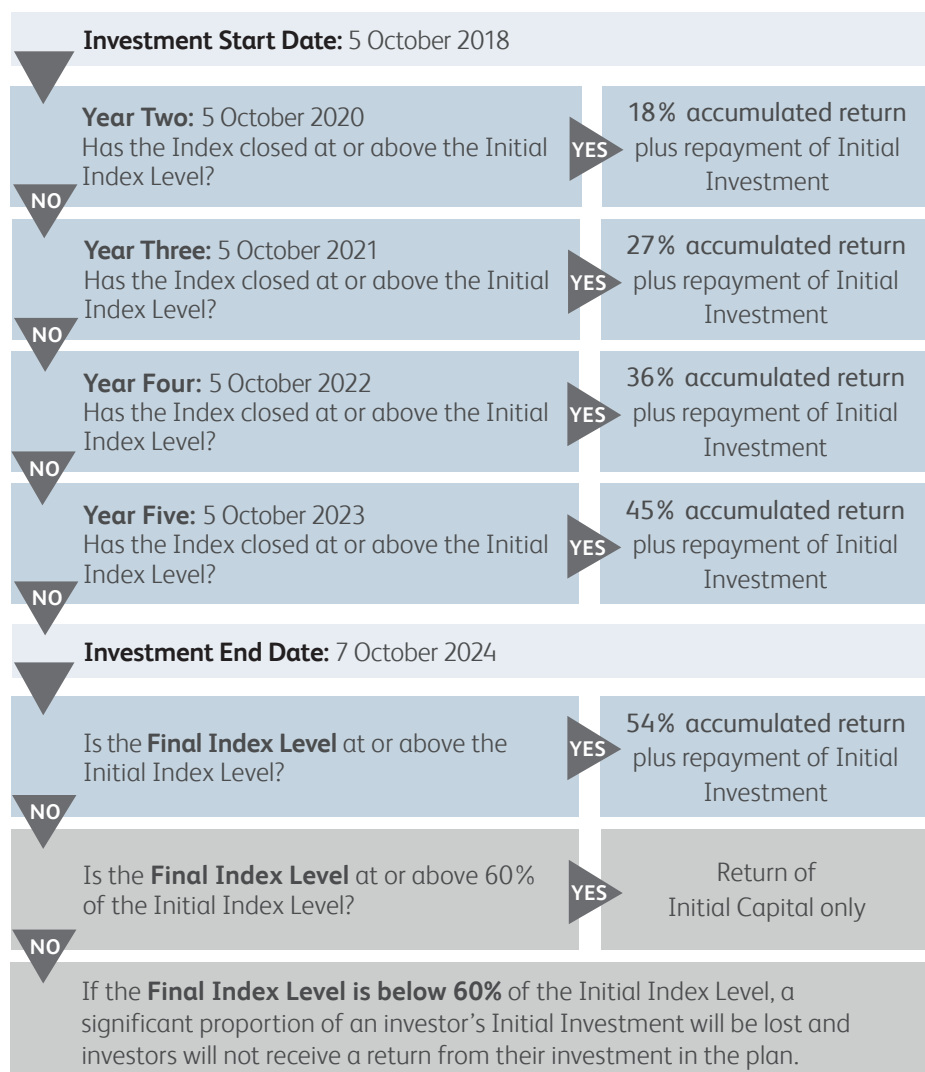 Investment Start Date: 5 October 2018
Year Two: 5 October 2020
Has the Index closed at or above the Initial
Index Level?
YES
18% accumulated return
plus repayment of Initial
Investment
NO
Year Three: 5 October 2021
Has the Index closed at or above the Initial
Index Level?
YES
27% accumulated return
plus repayment of Initial
Investment
NO
Year Four: 5 October 2022
Has the Index closed at or above the Initial
Index Level?
YES
36% accumulated return
plus repayment of Initial
Investment
NO
Year Five: 5 October 2023
Has the Index closed at or above the Initial
Index Level?
YES
45% accumulated return
plus repayment of Initial
Investment
NO
Investment End Date: 7 October 2024
Is the Final Index Level at or above the
Initial Index Level?
YES
54% accumulated return
plus repayment of Initial
Investment
NO
Is the Final Index Level at or above 60%
of the Initial Index Level?
YES
Return of
Initial Capital only
NO
If the Final Index Level is below 60% of the Initial Index Level, a
significant proportion of an investor's Initial Investment will be lost and
investors will not receive a return from their investment in the plan.